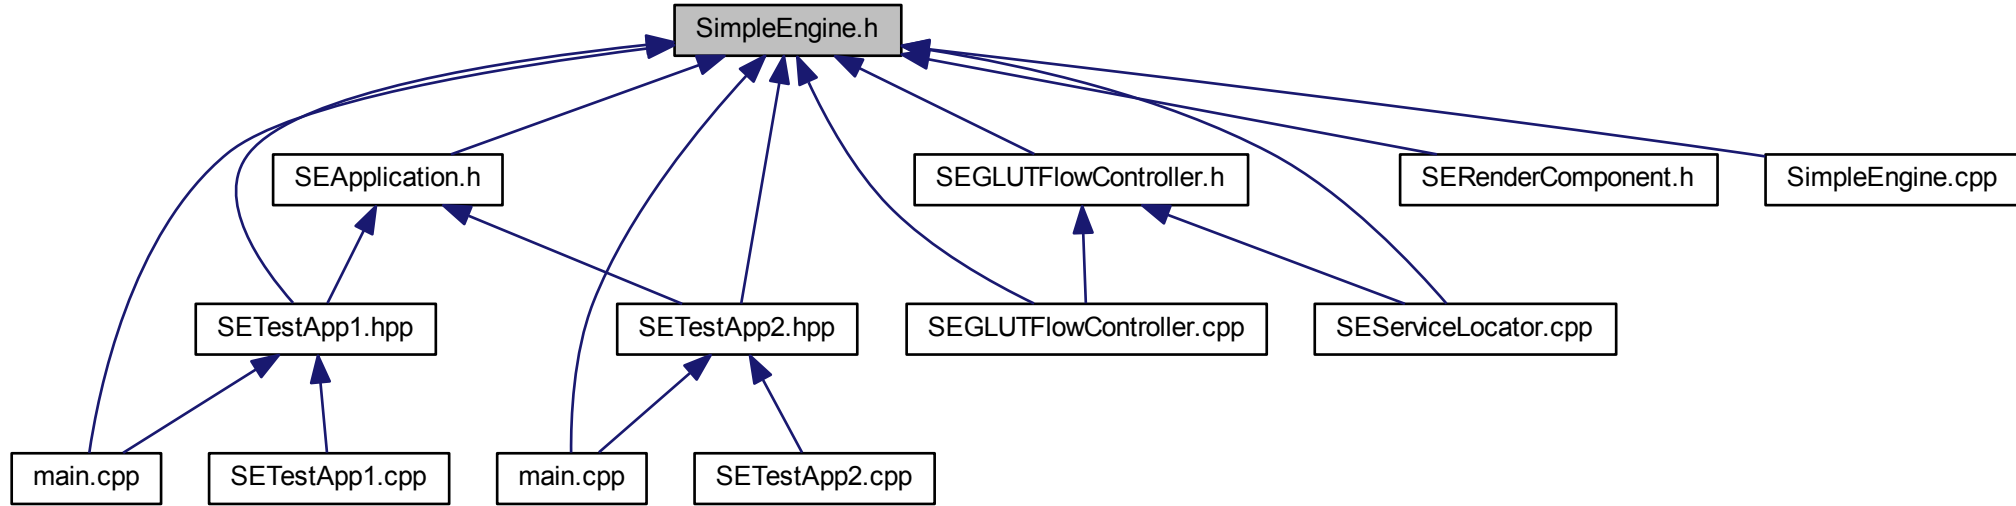 SimpleEngine.h
SEApplication.h
SEGLUTFlowController.h
SERenderComponent.h
SimpleEngine.cpp
SETestApp1.hpp
SETestApp2.hpp
SEGLUTFlowController.cpp
SEServiceLocator.cpp
main.cpp
SETestApp1.cpp
main.cpp
SETestApp2.cpp